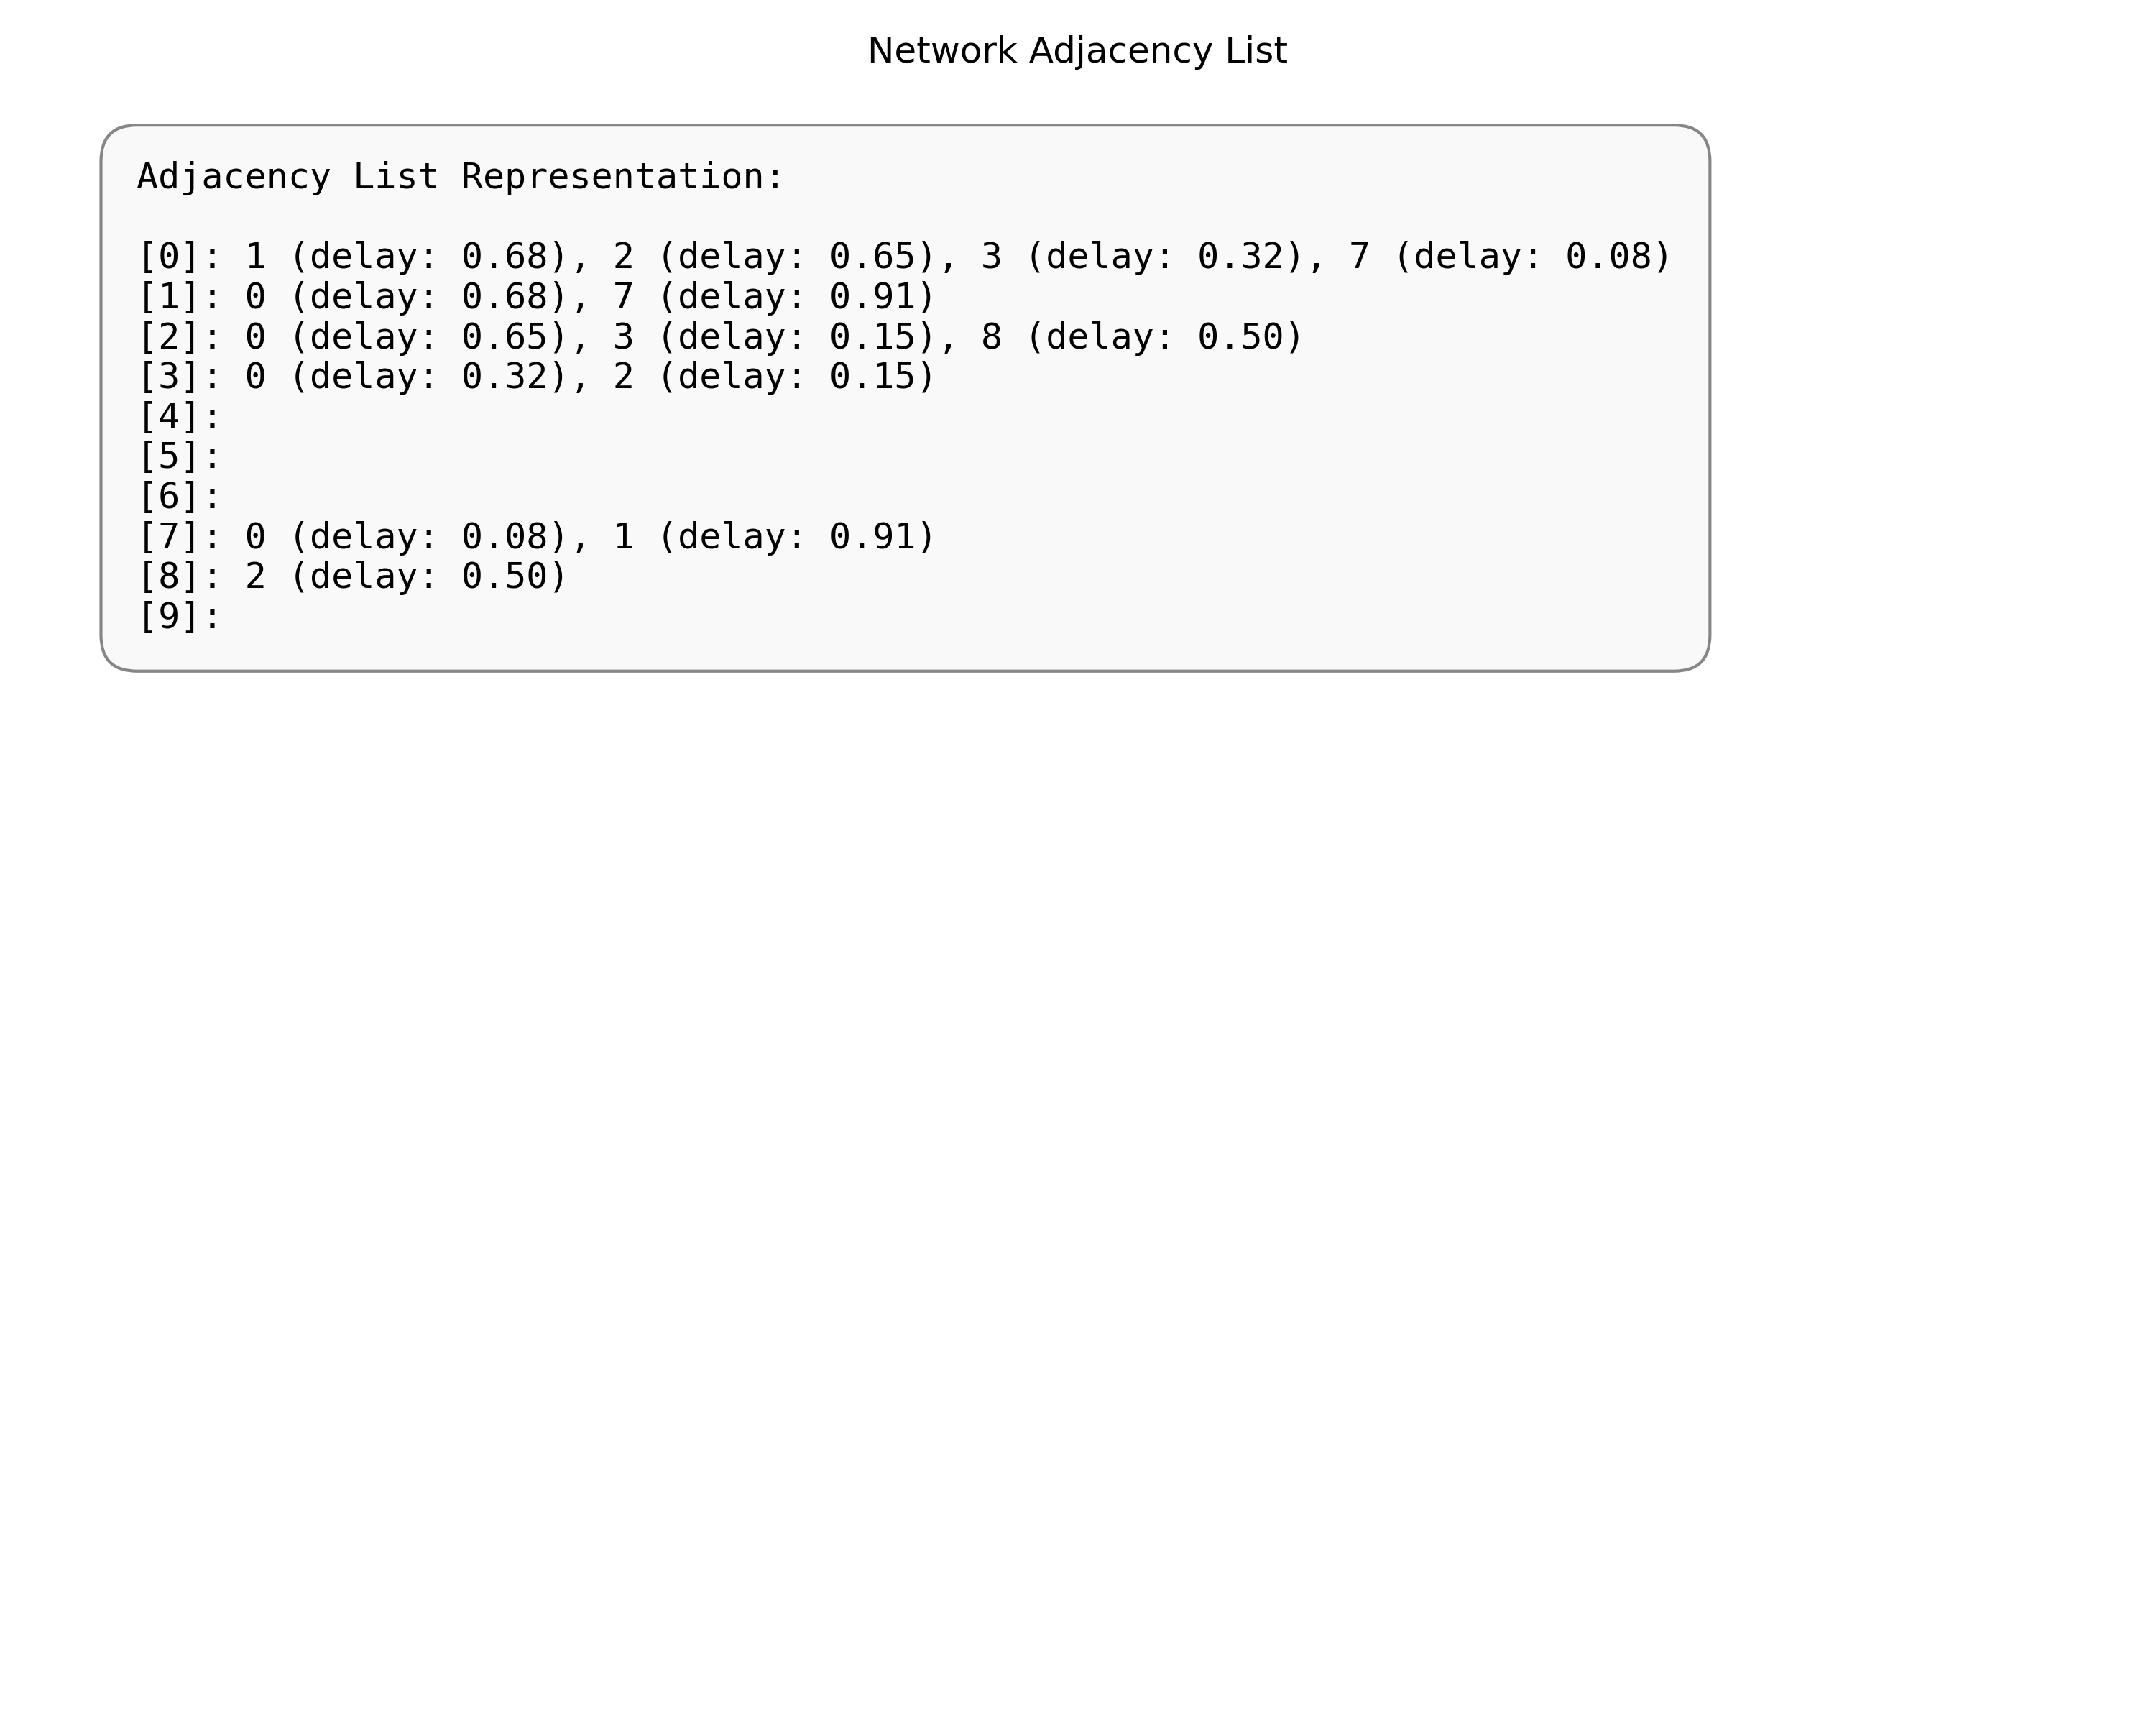 Network Adjacency List
Adjacency List Representation:
[0]: 1 (delay: 0.68), 2 (delay: 0.65), 3 (delay: 0.32), 7 (delay: 0.08)
[1]: 0 (delay: 0.68), 7 (delay: 0.91)
[2]: 0 (delay: 0.65), 3 (delay: 0.15), 8 (delay: 0.50)
[3]: 0 (delay: 0.32), 2 (delay: 0.15)
[4]:
[5]:
[6]:
[7]: 0 (delay: 0.08), 1 (delay: 0.91)
[8]: 2 (delay: 0.50)
[9]: